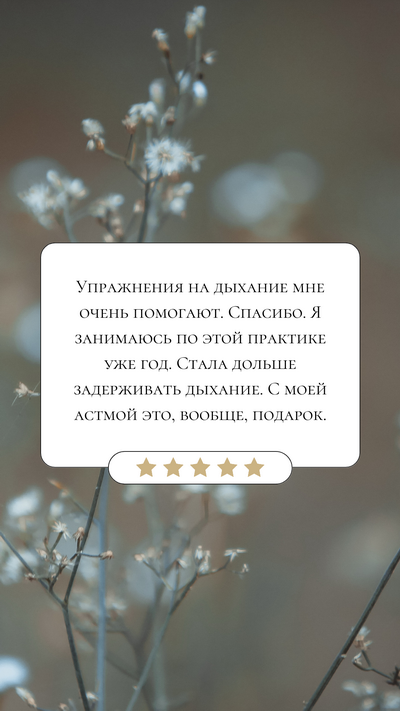 Упражнения на дыхание мне
очень помогают. Спасибо. Я
занимаюсь по этой практике
уже год. Стала дольше
задерживать дыхание. С моей
астмой это, вообще, подарок.